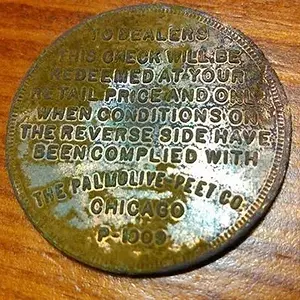 TO DEALERS
THIS CHECK WILL BE
REDEEMED AT YOUR
RETAIL PRICE AND ONLY
WHEN CONDITIONS ON
THE REVERSE SIDE HAVE
BEEN COMPLIED WITH
THE PALMOLIVE-PEET CO.
CHICAGO
P-1009